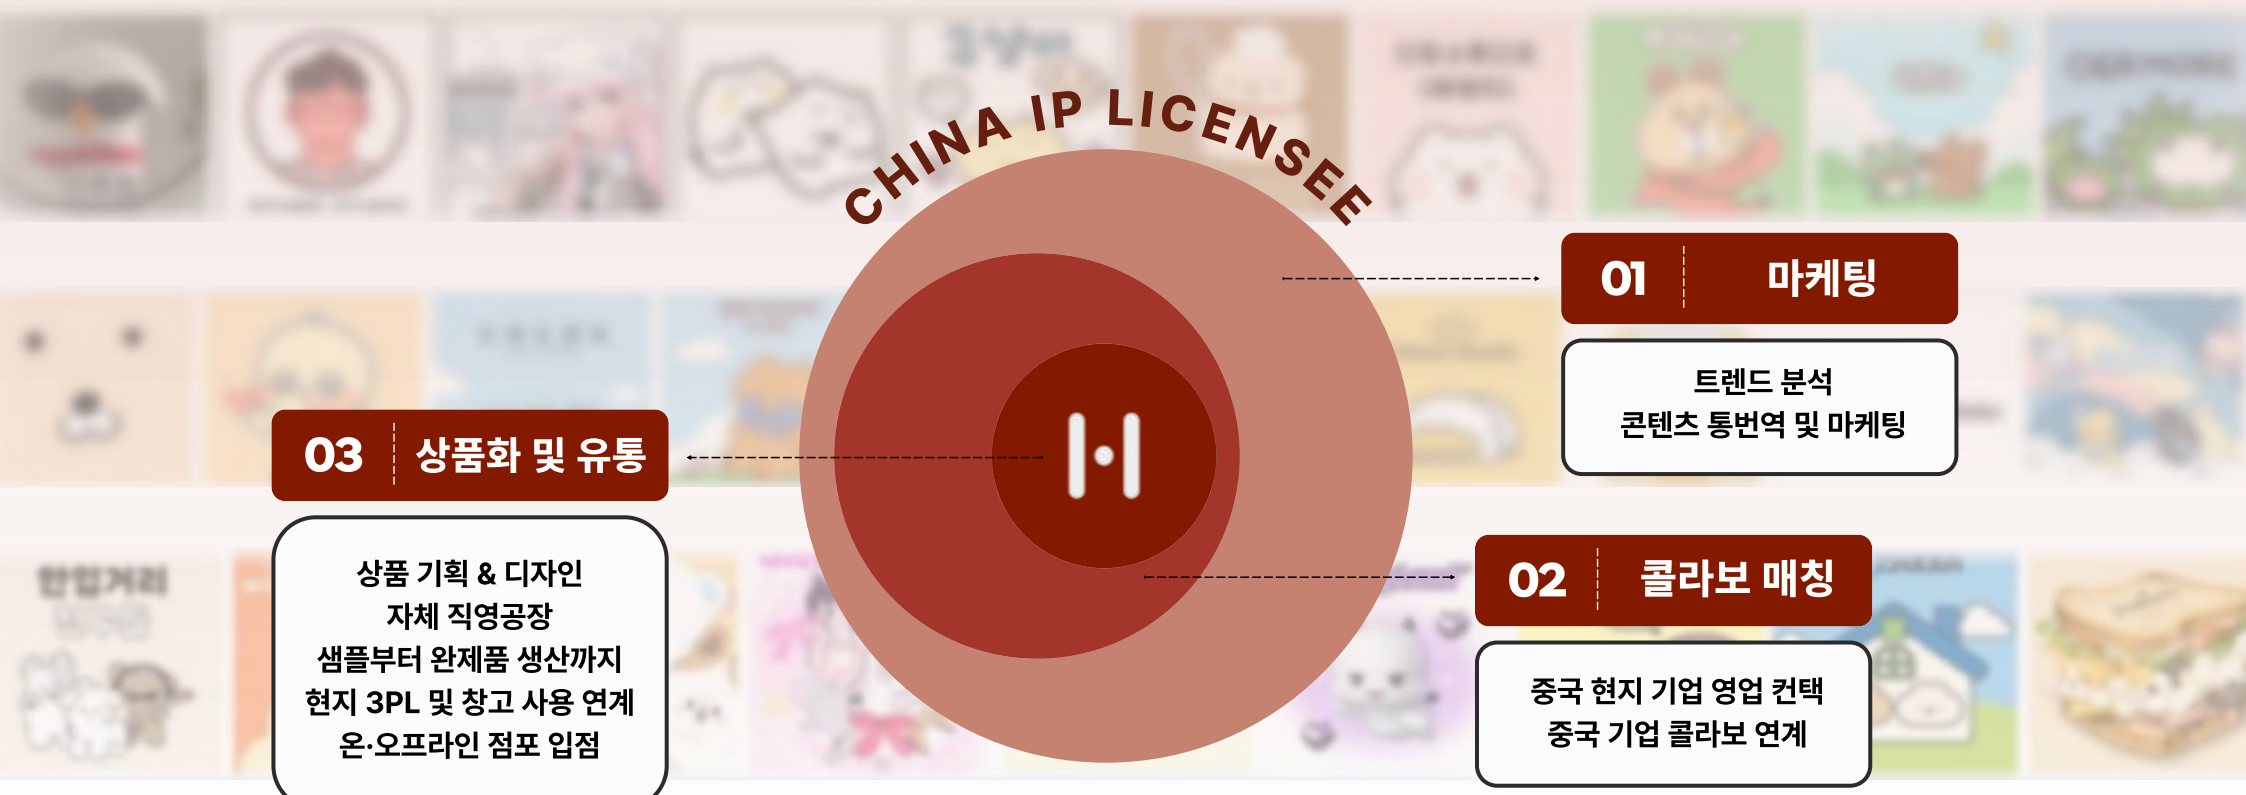 CHINA IP LICENSEE
01
마케팅
트렌드 분석
콘텐츠 통번역 및 마케팅
02
콜라보 매칭
중국 현지 기업 영업 컨택
중국 기업 콜라보 연계
03
상품화 및 유통
상품 기획 & 디자인
자체 직영공장
샘플부터 완제품 생산까지
현지 3PL 및 창고 사용 연계
온·오프라인 점포 입점
한입거리